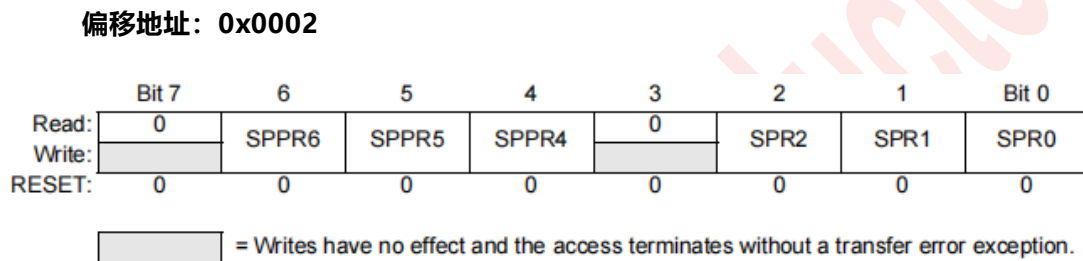 偏移地址：0x0002
Bit 7 6 5 4 3 2 1 Bit 0
Read: 0 SPPR6 SPPR5 SPPR4 0 SPR2 SPR1 SPR0
Write:
RESET: 0 0 0 0 0 0 0 0
= Writes have no effect and the access terminates without a transfer error exception.